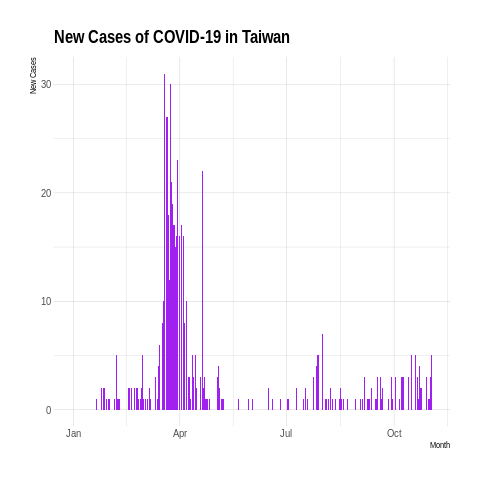 New Cases of COVID-19 in Taiwan
New Cases
30
20
10
0
Jan Apr Jul Oct
Month